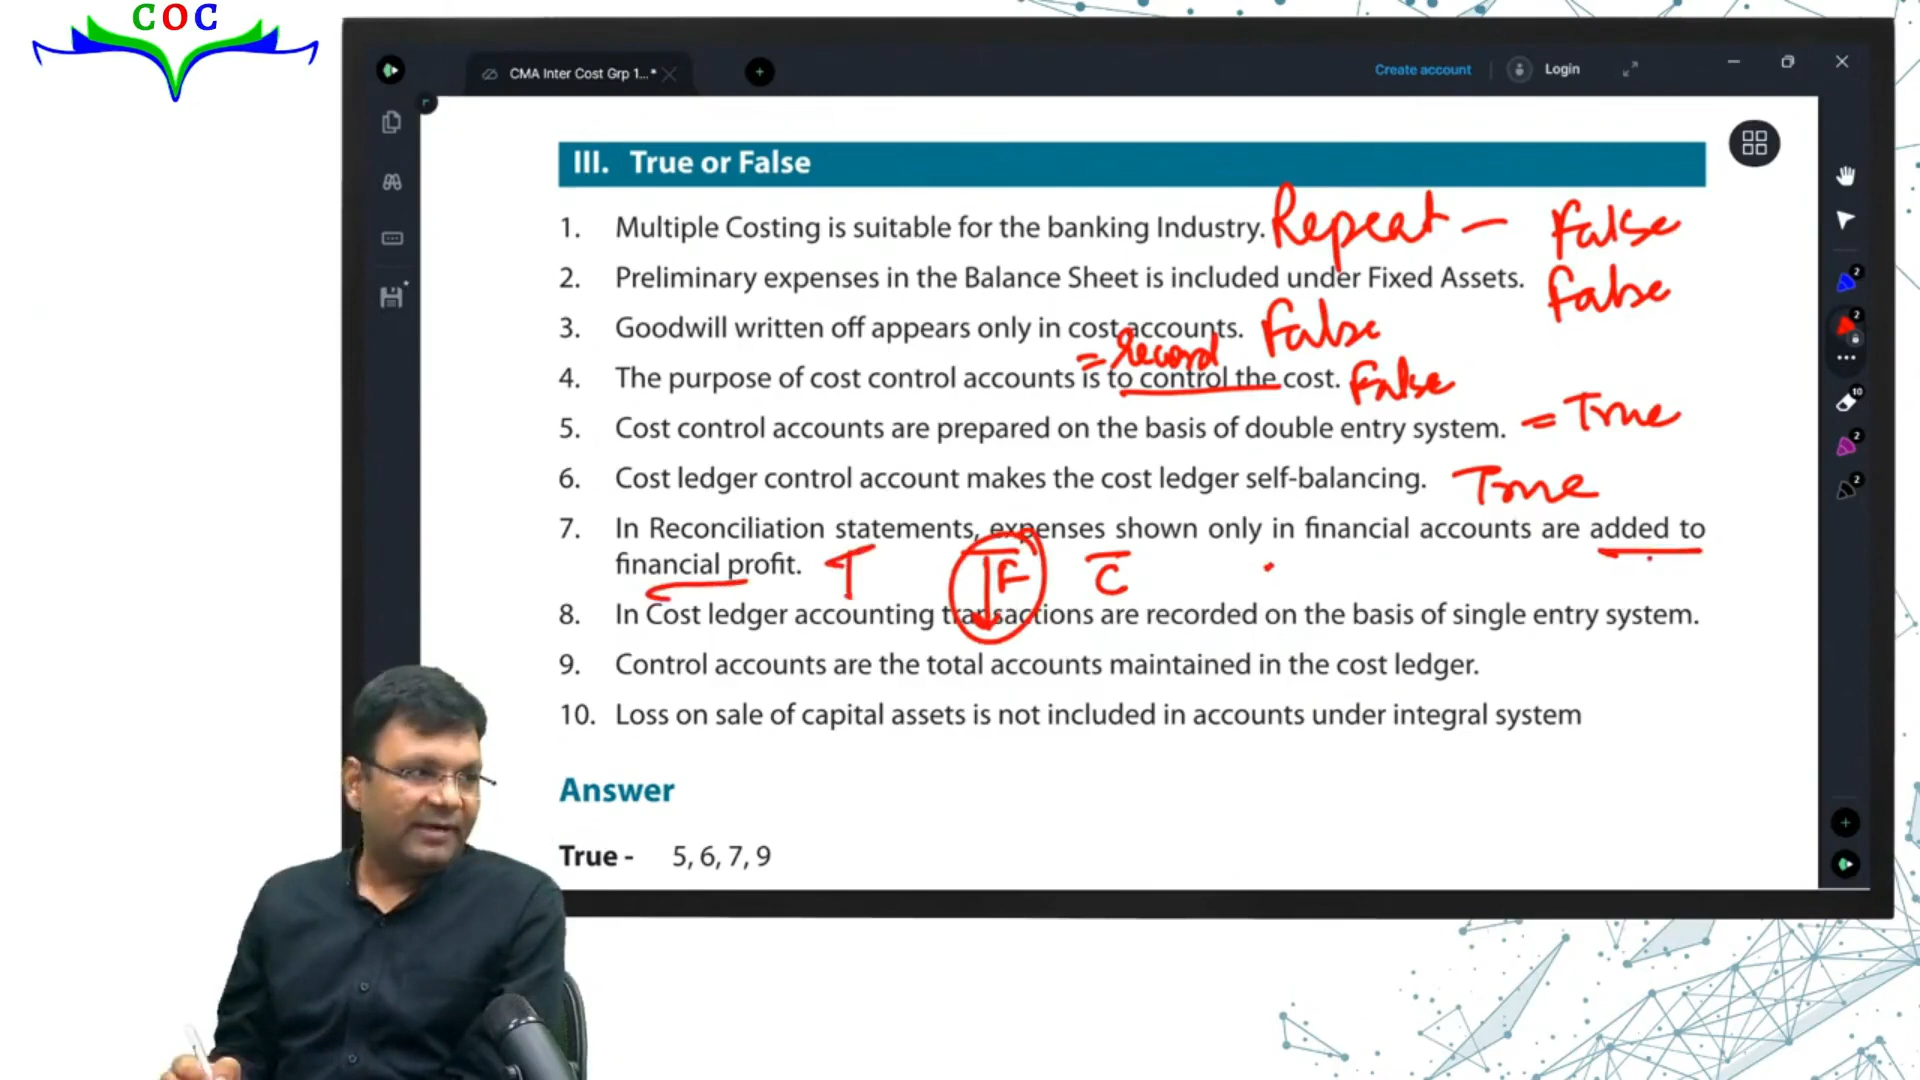 COC
CMA Inter Cost Grp 1...*
Create account
Login
III. True or False
1. Multiple Costing is suitable for the banking Industry. Repeat - False
2. Preliminary expenses in the Balance Sheet is included under Fixed Assets. False
3. Goodwill written off appears only in cost accounts. False
= record
4. The purpose of cost control accounts is to control the cost. False
5. Cost control accounts are prepared on the basis of double entry system. = True
6. Cost ledger control account makes the cost ledger self-balancing. True
7. In Reconciliation statements, expenses shown only in financial accounts are added to
financial profit. T F C
8. In Cost ledger accounting transactions are recorded on the basis of single entry system.
9. Control accounts are the total accounts maintained in the cost ledger.
10. Loss on sale of capital assets is not included in accounts under integral system
Answer
True - 5, 6, 7, 9
2
2
10
2
2